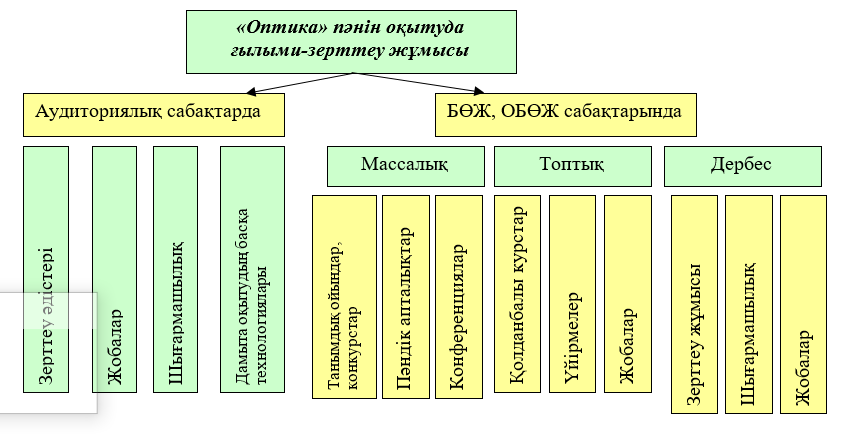 «Оптика» пәнін оқытуда
ғылыми-зерттеу жұмысы
Аудиториялық сабақтарда
БӨЖ, ОБӨЖ сабақтарында
Массалық
Топтық
Дербес
Зерттеу әдістері
Жобалар
Шығармашылық
Дамыта оқытудың басқа
технологиялары
Танымдық ойындар,
конкурстар
Пәндік апталықтар
Конференциялар
Қолданбалы курстар
Үйірмелер
Жобалар
Зерттеу жұмысы
Шығармашылық
Жобалар